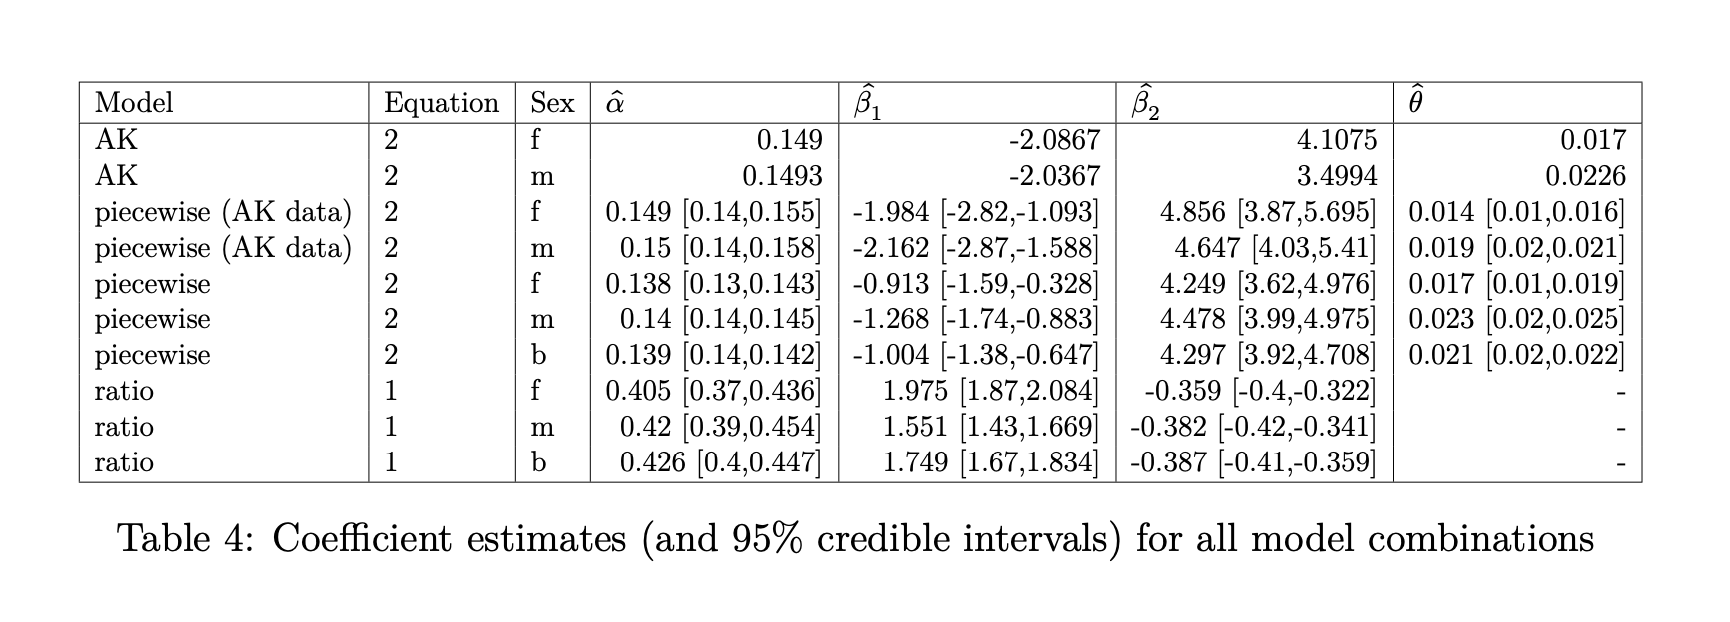 Model Equation Sex α̂ β̂₁ β̂₂ θ̂
AK 2 f 0.149 -2.0867 4.1075 0.017
AK 2 m 0.1493 -2.0367 3.4994 0.0226
piecewise (AK data) 2 f 0.149 [0.14,0.155] -1.984 [-2.82,-1.093] 4.856 [3.87,5.695] 0.014 [0.01,0.016]
piecewise (AK data) 2 m 0.15 [0.14,0.158] -2.162 [-2.87,-1.588] 4.647 [4.03,5.41] 0.019 [0.02,0.021]
piecewise 2 f 0.138 [0.13,0.143] -0.913 [-1.59,-0.328] 4.249 [3.62,4.976] 0.017 [0.01,0.019]
piecewise 2 m 0.14 [0.14,0.145] -1.268 [-1.74,-0.883] 4.478 [3.99,4.975] 0.023 [0.02,0.025]
piecewise 2 b 0.139 [0.14,0.142] -1.004 [-1.38,-0.647] 4.297 [3.92,4.708] 0.021 [0.02,0.022]
ratio 1 f 0.405 [0.37,0.436] 1.975 [1.87,2.084] -0.359 [-0.4,-0.322] -
ratio 1 m 0.42 [0.39,0.454] 1.551 [1.43,1.669] -0.382 [-0.42,-0.341] -
ratio 1 b 0.426 [0.4,0.447] 1.749 [1.67,1.834] -0.387 [-0.41,-0.359] -
Table 4: Coefficient estimates (and 95% credible intervals) for all model combinations